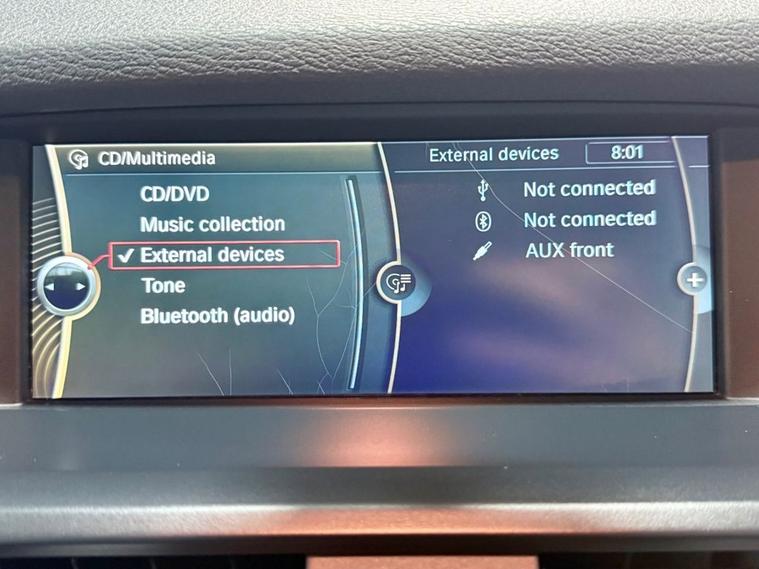 CD/Multimedia
CD/DVD
Music collection
External devices
Tone
Bluetooth (audio)
External devices 8:01
Not connected
Not connected
AUX front